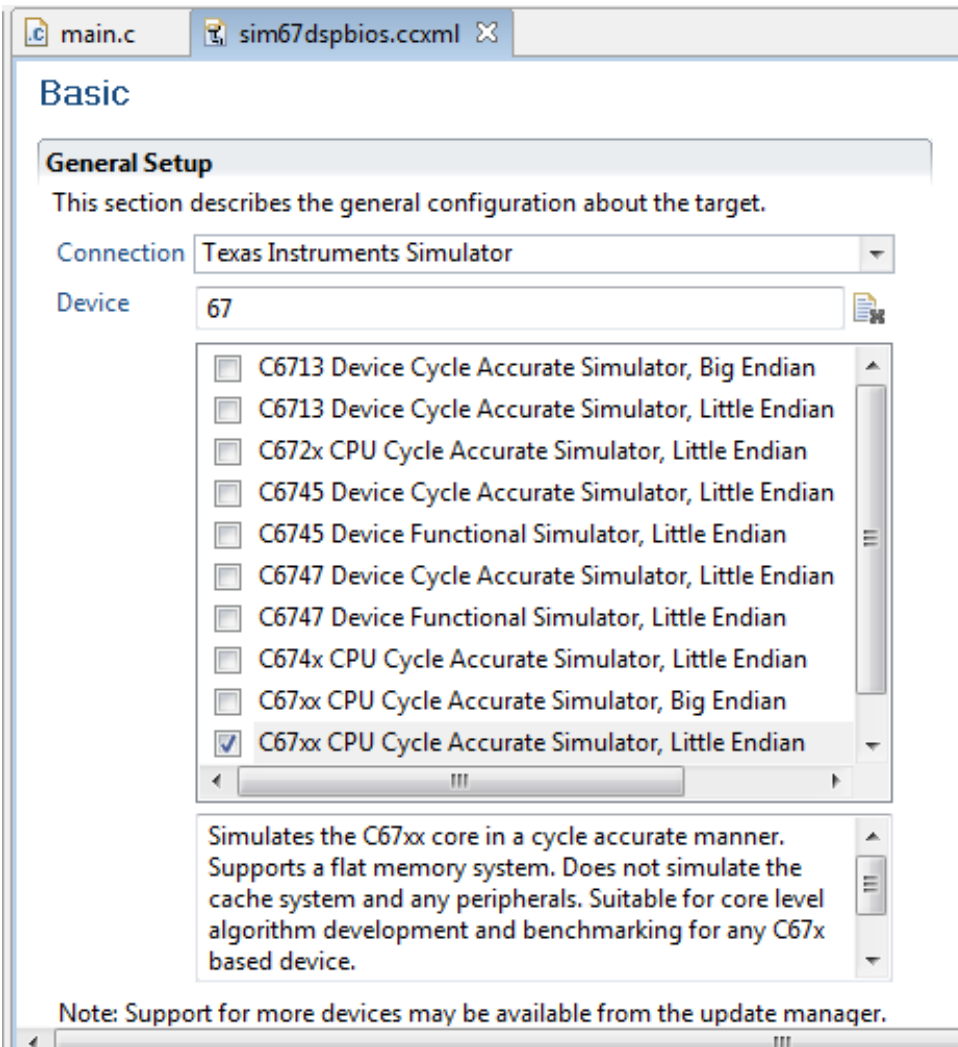 main.c sim67dspbios.ccxml
Basic
General Setup
This section describes the general configuration about the target.
Connection Texas Instruments Simulator
Device 67
C6713 Device Cycle Accurate Simulator, Big Endian
C6713 Device Cycle Accurate Simulator, Little Endian
C672x CPU Cycle Accurate Simulator, Little Endian
C6745 Device Cycle Accurate Simulator, Little Endian
C6745 Device Functional Simulator, Little Endian
C6747 Device Cycle Accurate Simulator, Little Endian
C6747 Device Functional Simulator, Little Endian
C674x CPU Cycle Accurate Simulator, Little Endian
C67xx CPU Cycle Accurate Simulator, Big Endian
C67xx CPU Cycle Accurate Simulator, Little Endian
Simulates the C67xx core in a cycle accurate manner.
Supports a flat memory system. Does not simulate the
cache system and any peripherals. Suitable for core level
algorithm development and benchmarking for any C67x
based device.
Note: Support for more devices may be available from the update manager.